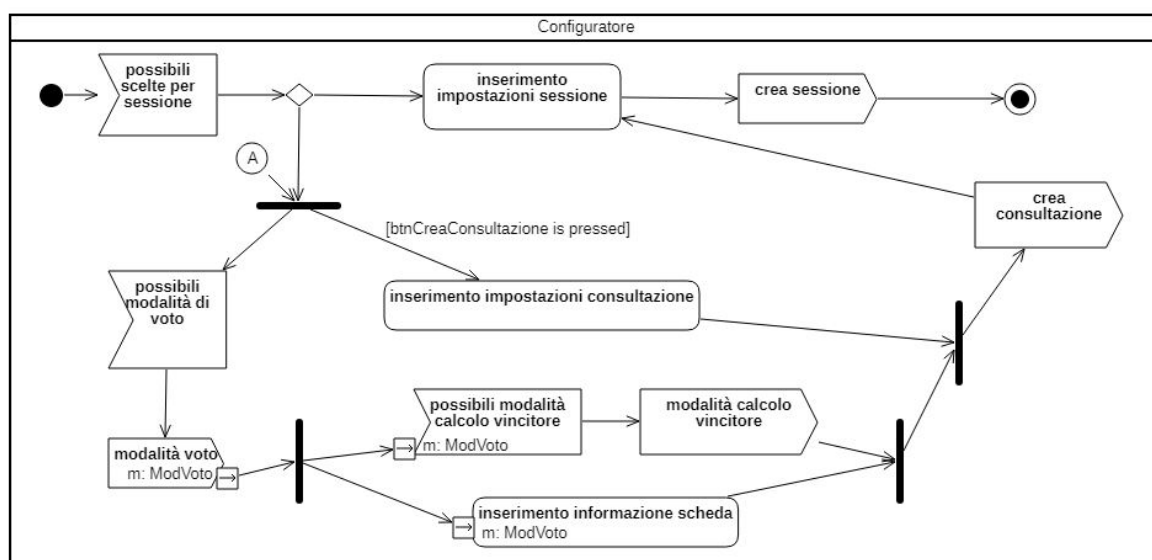 Configuratore
possibili
scelte per
sessione
inserimento
impostazioni sessione
crea sessione
A
crea
consultazione
[btnCreaConsultazione is pressed]
possibili
modalità di
voto
inserimento impostazioni consultazione
possibili modalità
calcolo vincitore
m: ModVoto
modalità calcolo
vincitore
modalità voto
m: ModVoto
inserimento informazione scheda
m: ModVoto